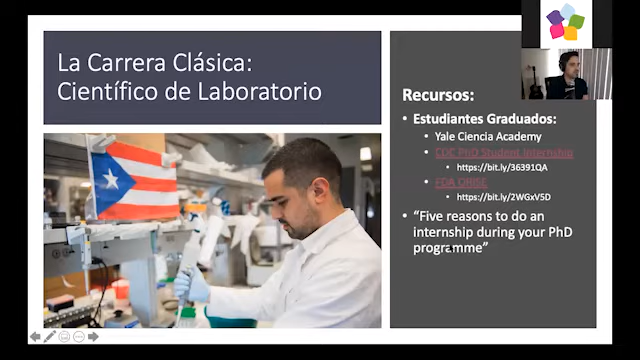 La Carrera Clásica:
Científico de Laboratorio
Recursos:
• Estudiantes Graduados:
• Yale Ciencia Academy
• CDC PhD Student Internship
• https://bit.ly/36391QA
• FDA ORISE
• https://bit.ly/2WGxV5D
• “Five reasons to do an
internship during your PhD
programme”